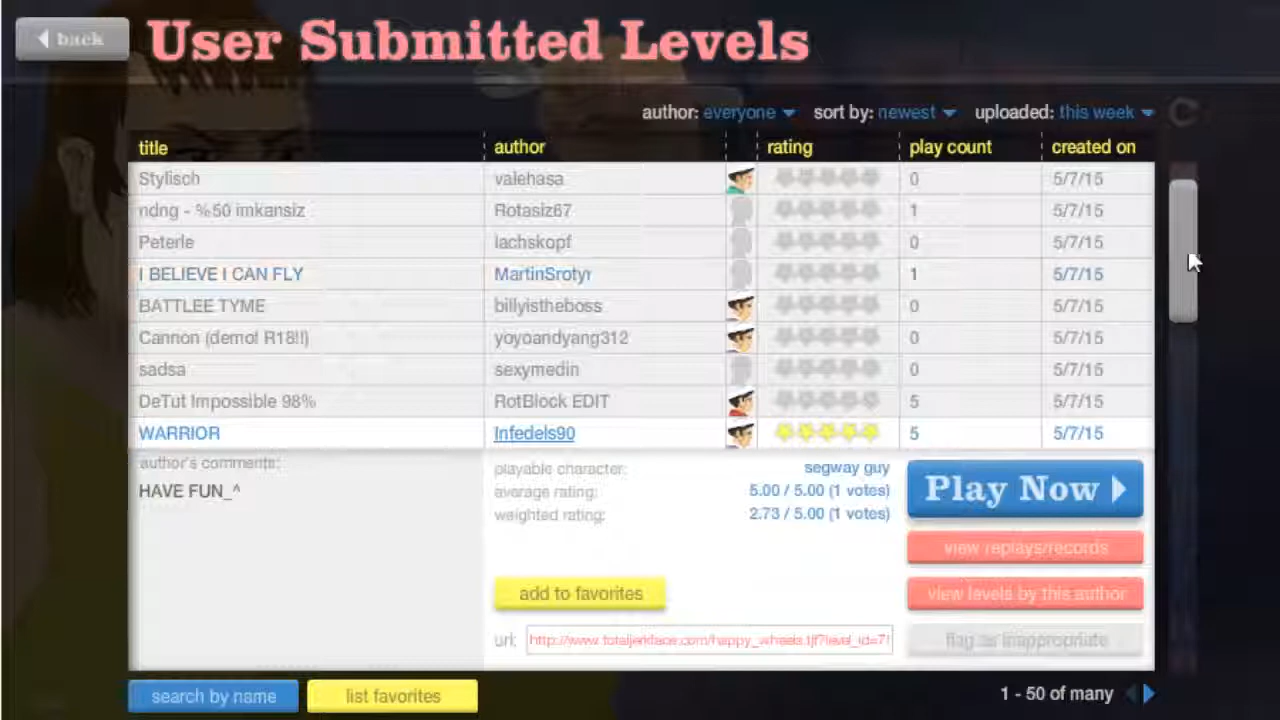 back
User Submitted Levels
author: everyone sort by: newest uploaded: this week
title author rating play count created on
Stylisch valehasa 0 5/7/15
ndng - %50 imkansiz Rotasiz67 1 5/7/15
Peterle lachskopf 0 5/7/15
I BELIEVE I CAN FLY MartinSrotyr 1 5/7/15
BATTLEE TYME billyistheboss 0 5/7/15
Cannon (demo! R18!!) yoyoandyang312 0 5/7/15
sadsa sexymedin 0 5/7/15
DeTut Impossible 98% RotBlock EDIT 5 5/7/15
WARRIOR Infedels90 5 5/7/15
author's comments:
HAVE FUN_^
playable character: segway guy
average rating: 5.00 / 5.00 (1 votes)
weighted rating: 2.73 / 5.00 (1 votes)
Play Now
view replays/records
add to favorites
view levels by this author
url: http://www.totaljerkface.com/happy_wheels.tjf?level_id=7!
flag as inappropriate
search by name
list favorites
1 - 50 of many